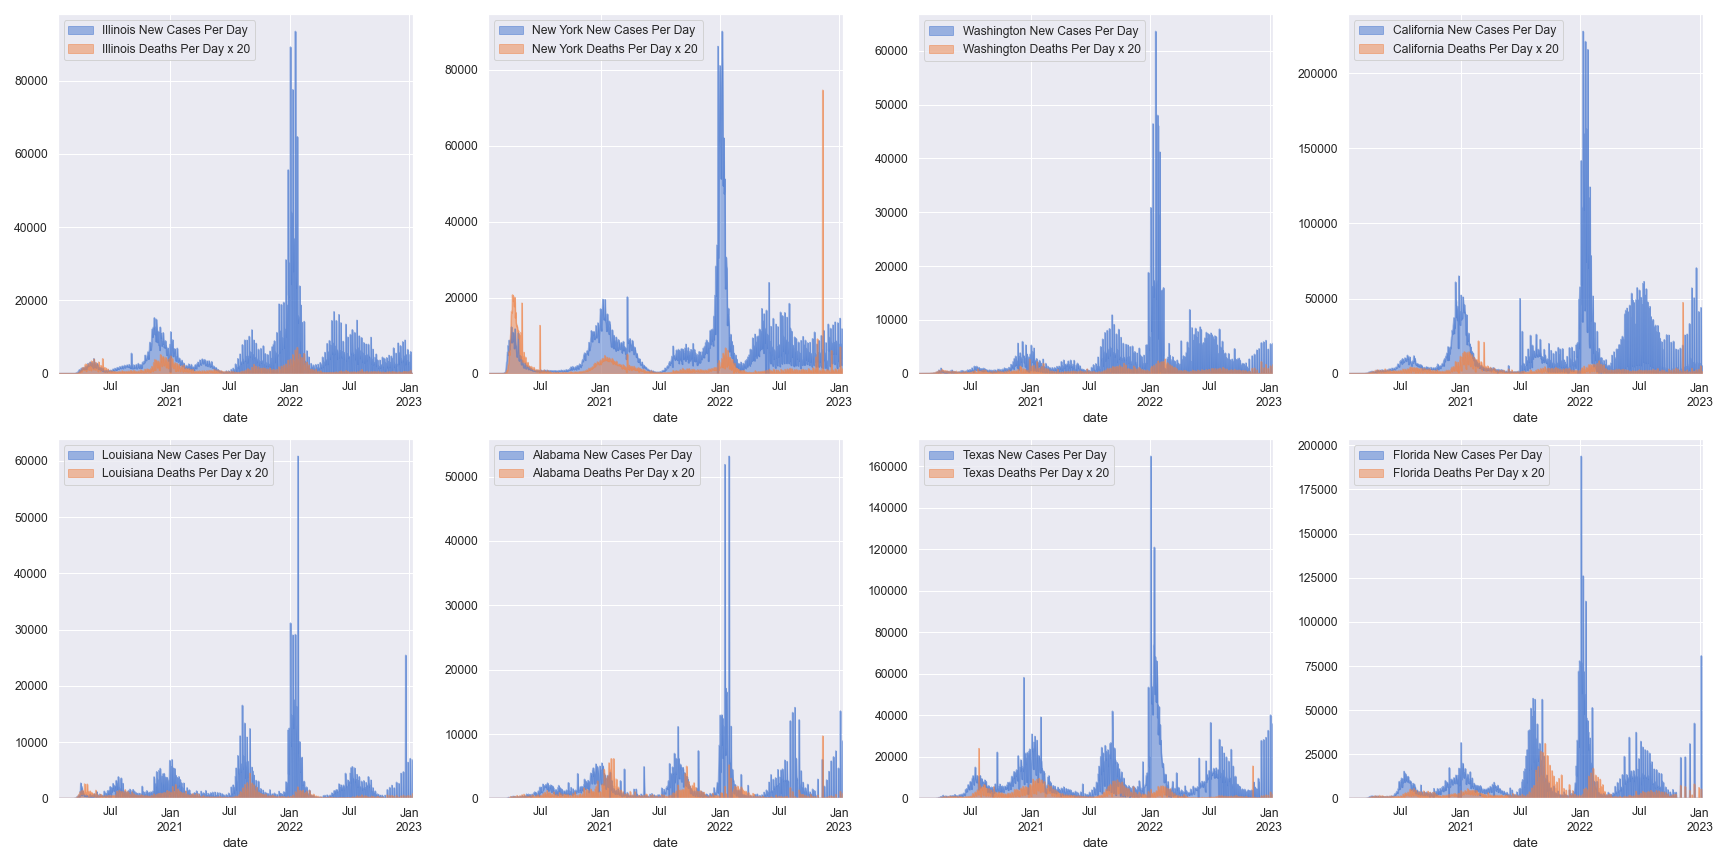 Illinois New Cases Per Day
Illinois Deaths Per Day x 20
80000
60000
40000
20000
0
Jul
Jan
2021
Jul
Jan
2022
Jul
Jan
2023
date
New York New Cases Per Day
New York Deaths Per Day x 20
80000
60000
40000
20000
0
Jul
Jan
2021
Jul
Jan
2022
Jul
Jan
2023
date
Washington New Cases Per Day
Washington Deaths Per Day x 20
60000
50000
40000
30000
20000
10000
0
Jul
Jan
2021
Jul
Jan
2022
Jul
Jan
2023
date
California New Cases Per Day
California Deaths Per Day x 20
200000
150000
100000
50000
0
Jul
Jan
2021
Jul
Jan
2022
Jul
Jan
2023
date
Louisiana New Cases Per Day
Louisiana Deaths Per Day x 20
60000
50000
40000
30000
20000
10000
0
Jul
Jan
2021
Jul
Jan
2022
Jul
Jan
2023
date
Alabama New Cases Per Day
Alabama Deaths Per Day x 20
50000
40000
30000
20000
10000
0
Jul
Jan
2021
Jul
Jan
2022
Jul
Jan
2023
date
Texas New Cases Per Day
Texas Deaths Per Day x 20
160000
140000
120000
100000
80000
60000
40000
20000
0
Jul
Jan
2021
Jul
Jan
2022
Jul
Jan
2023
date
Florida New Cases Per Day
Florida Deaths Per Day x 20
200000
175000
150000
125000
100000
75000
50000
25000
0
Jul
Jan
2021
Jul
Jan
2022
Jul
Jan
2023
date